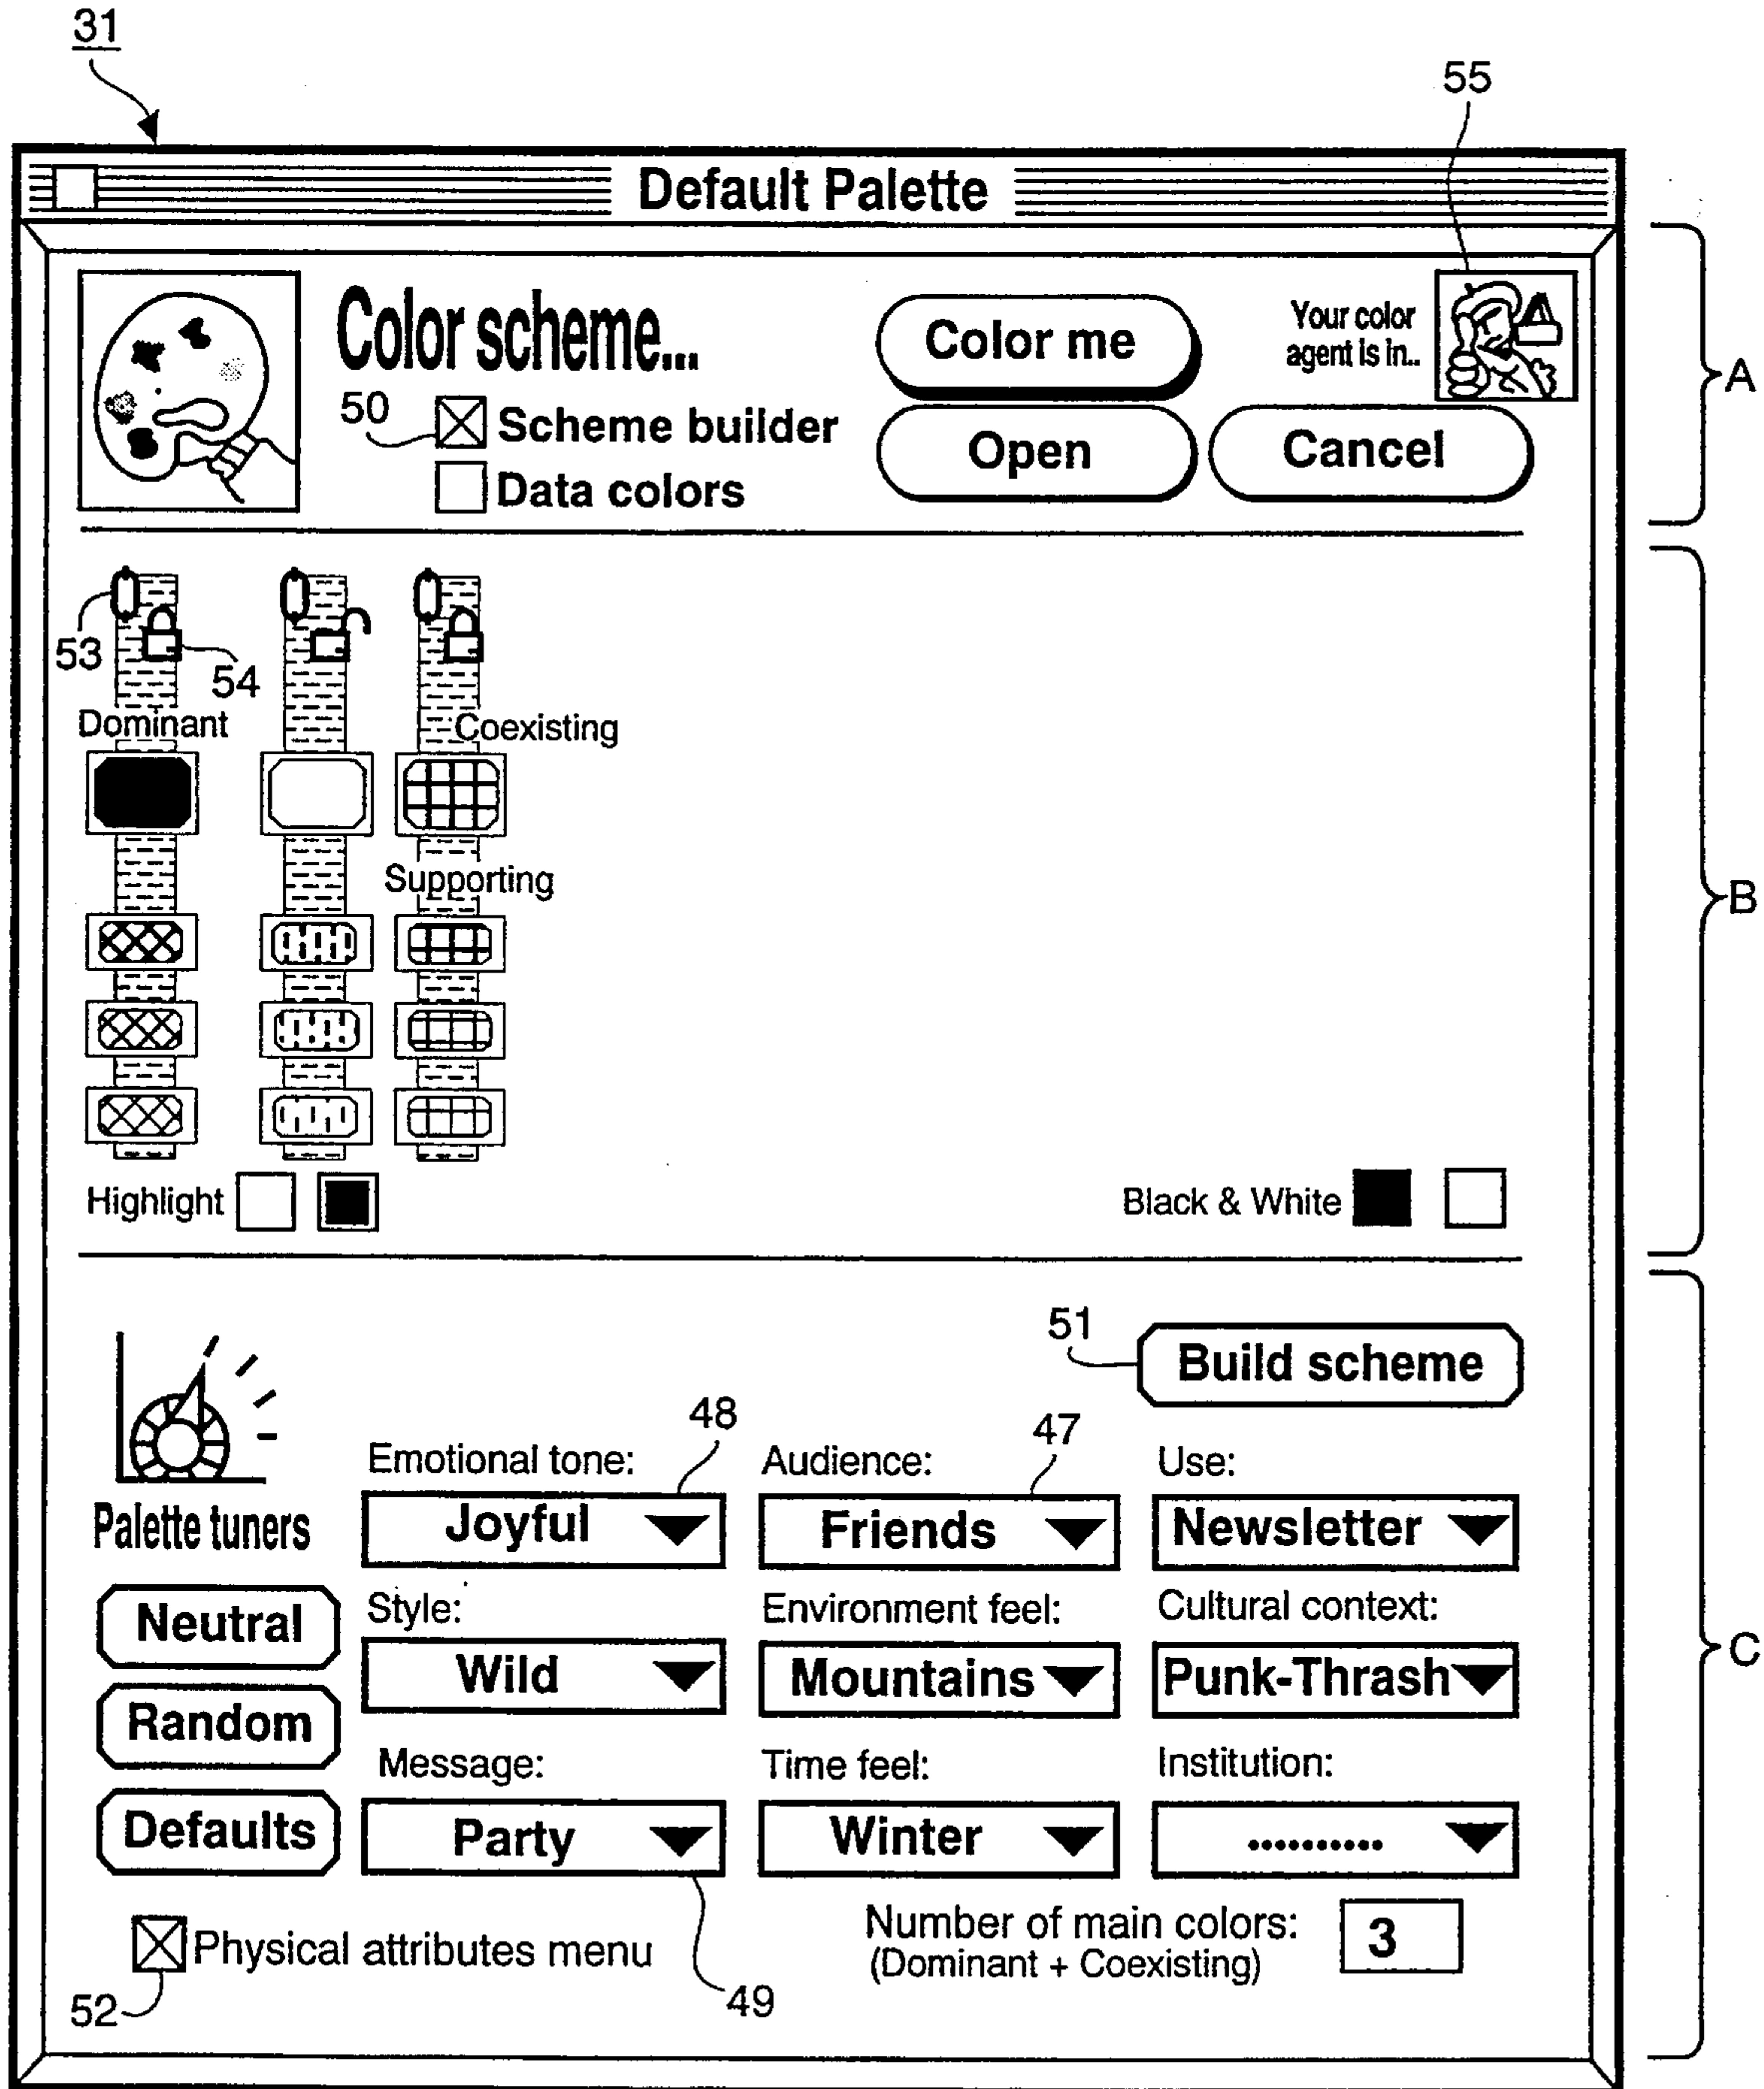 31
55
Default Palette
Color scheme...
Color me
Your color
agent is in..
A
50
Scheme builder
Open
Cancel
Data colors
53
54
Dominant
Coexisting
Supporting
B
Highlight
Black & White
51
Build scheme
48
47
Emotional tone:
Audience:
Use:
Palette tuners
Joyful
Friends
Newsletter
Neutral
Style:
Environment feel:
Cultural context:
Wild
Mountains
Punk-Thrash
C
Random
Message:
Time feel:
Institution:
Defaults
Party
Winter
..........
Physical attributes menu
Number of main colors:
3
(Dominant + Coexisting)
52
49